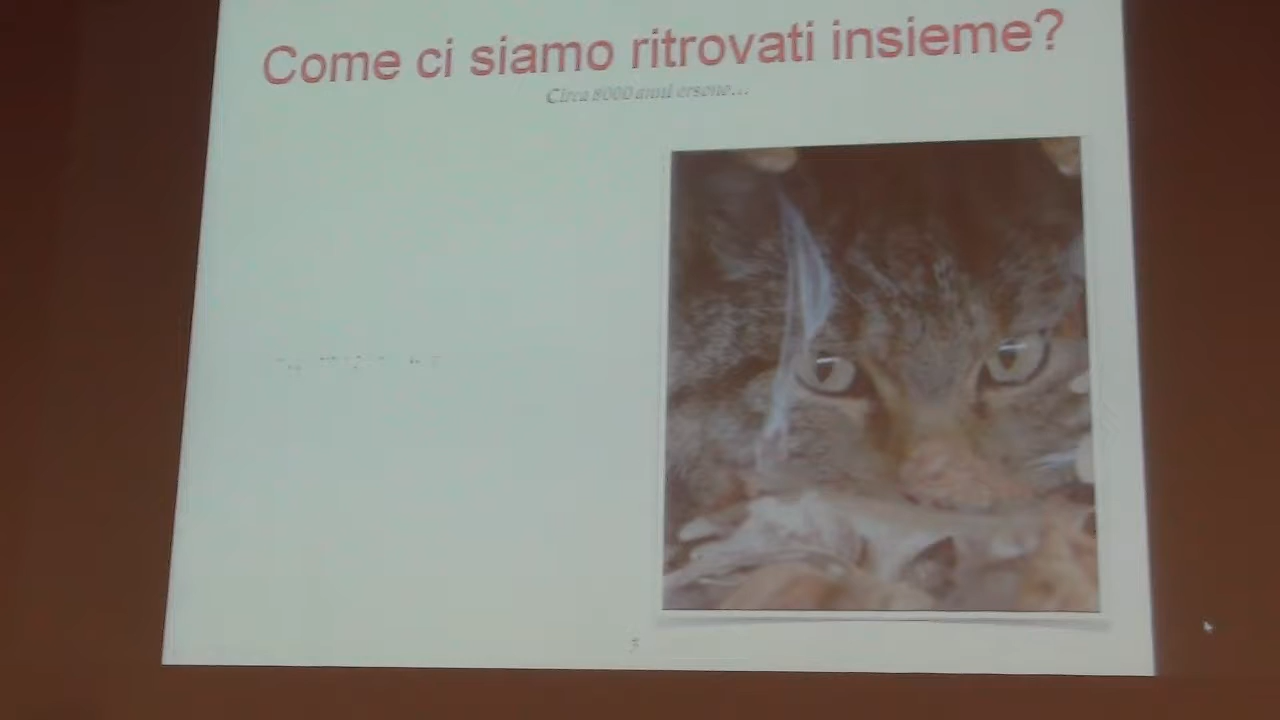 Come ci siamo ritrovati insieme?
Circa 8000 anni orsono...